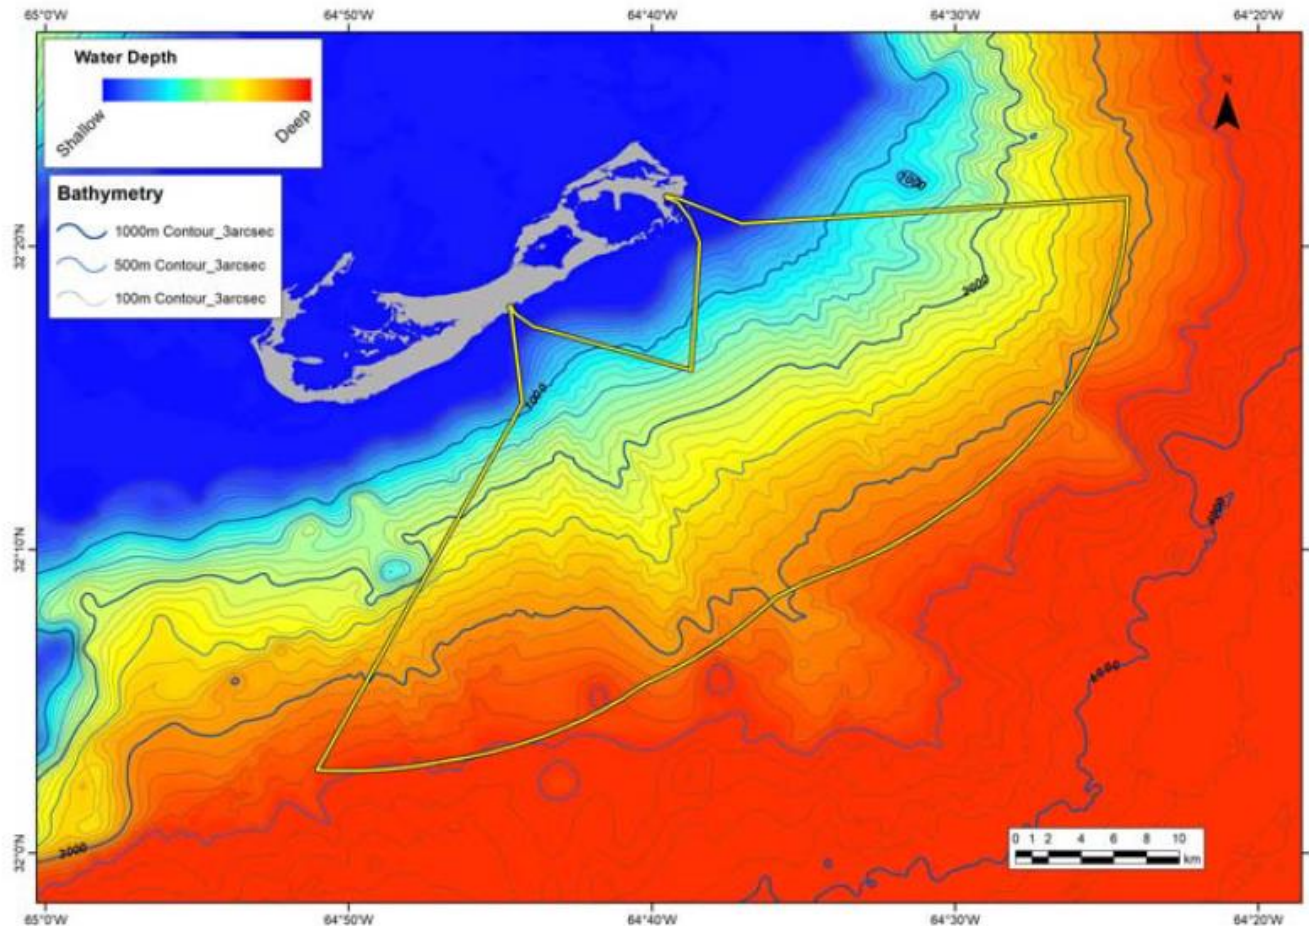 65°0'W 64°50'W 64°40'W 64°30'W 64°20'W
Water Depth
Shallow Deep
Bathymetry
1000m Contour_3arcsec
500m Contour_3arcsec
100m Contour_3arcsec
N
32°20'N
32°10'N
32°0'N
1000
2000
1000
4000
4000
3000
0 1 2 4 6 8 10
km
65°0'W 64°50'W 64°40'W 64°30'W 64°20'W